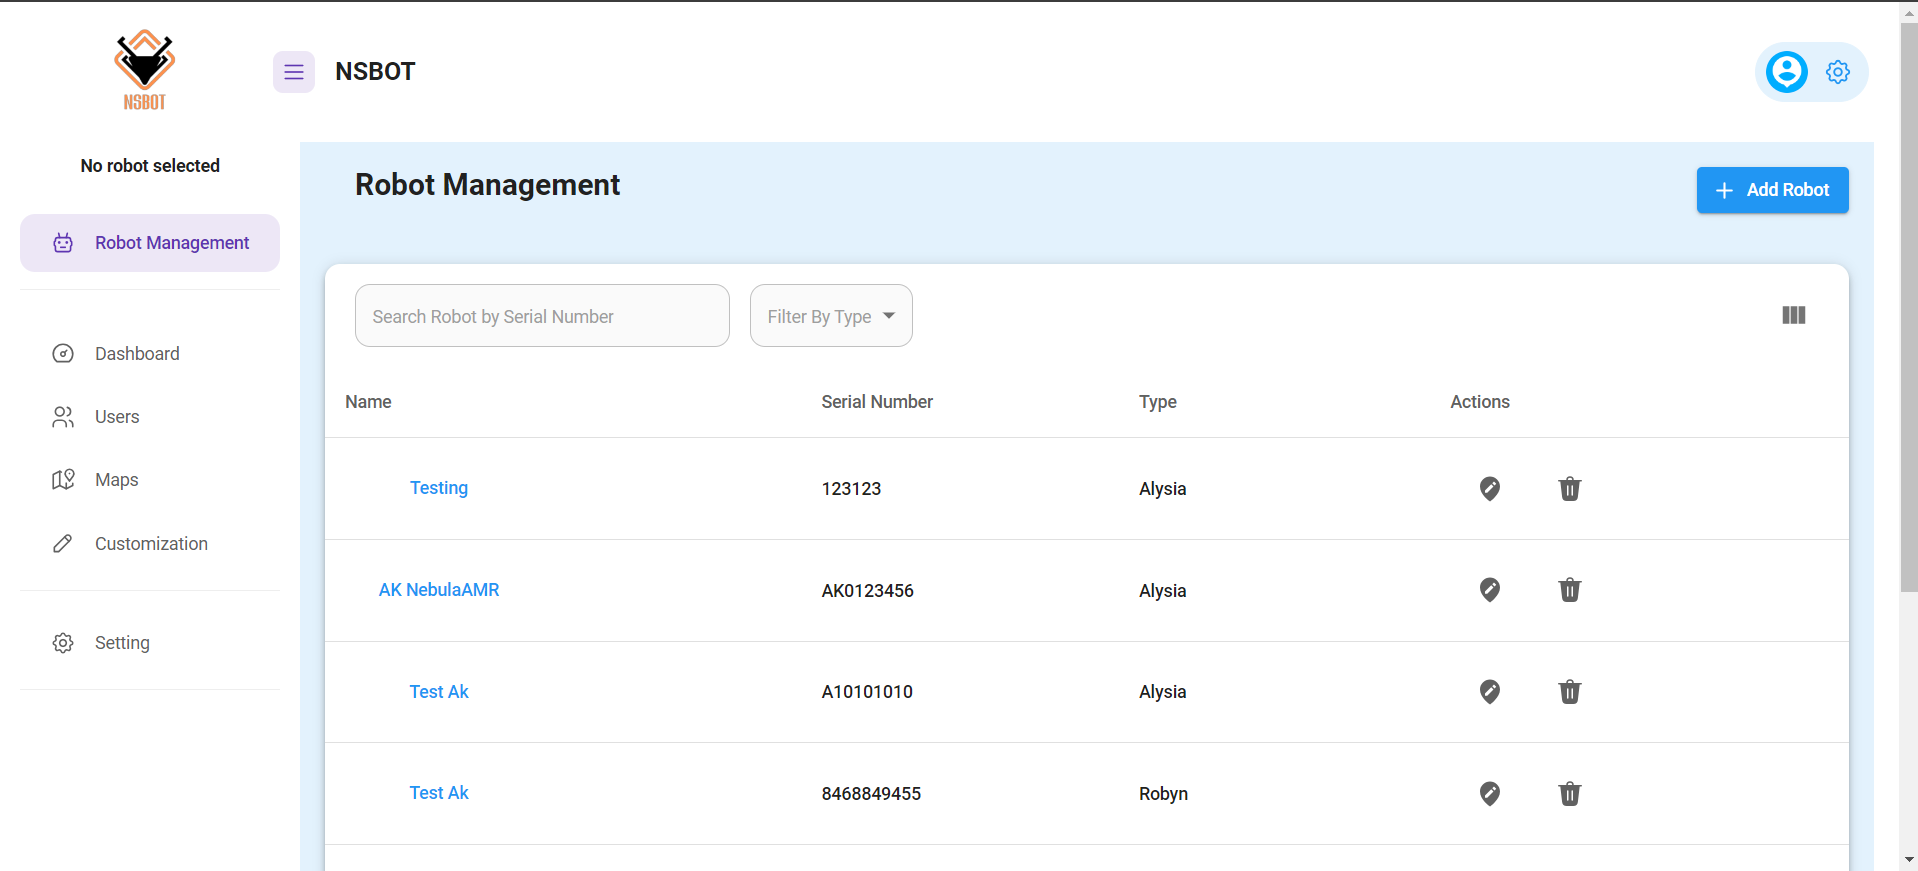 NSBOT
NSBOT
No robot selected
Robot Management
Dashboard
Users
Maps
Customization
Setting
Robot Management
Add Robot
Search Robot by Serial Number
Filter By Type
Name Serial Number Type Actions
Testing 123123 Alysia
AK NebulaAMR AK0123456 Alysia
Test Ak A10101010 Alysia
Test Ak 8468849455 Robyn